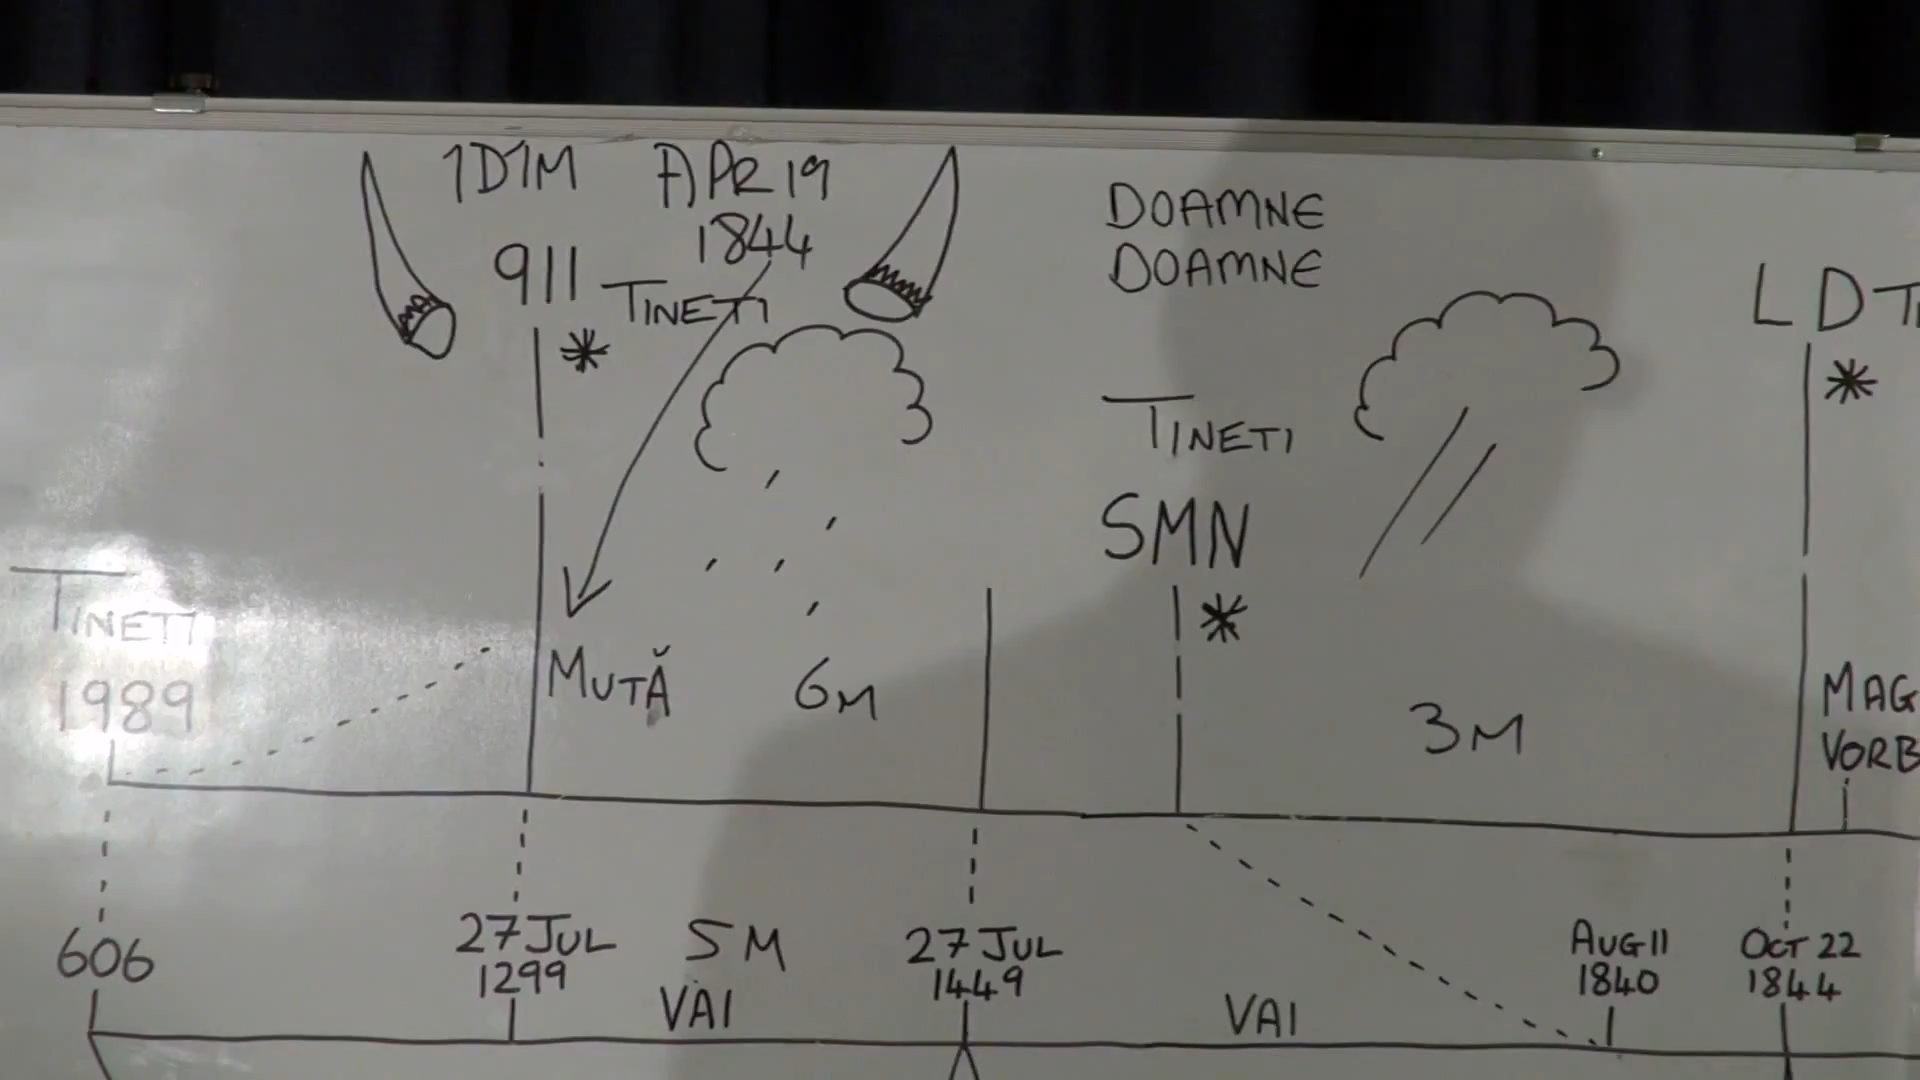 1D1M
APR 19
1844
911
TINETI
DOAMNE
DOAMNE
TINETI
SMN
MUTĂ
6M
3M
TINETI
1989
606
27 JUL
1299
5M
VAI
27 JUL
1449
VAI
AUG 11
1840
OCT 22
1844